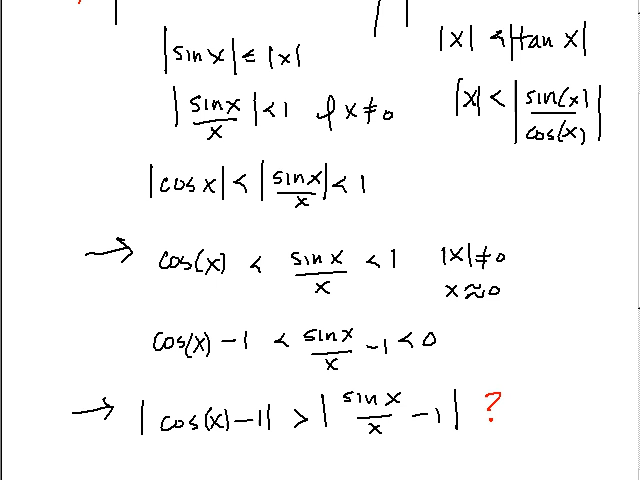 |sin x| ≤ |x|
|x| < |tan x|
|sin x / x| < 1 & x ≠ 0
|x| < |sin(x) / cos(x)|
|cos x| < |sin x / x| < 1
→ cos(x) < sin x / x < 1 |x| ≠ 0
x ≈ 0
cos(x) - 1 < sin x / x - 1 < 0
→ |cos(x) - 1| > |sin x / x - 1| ?